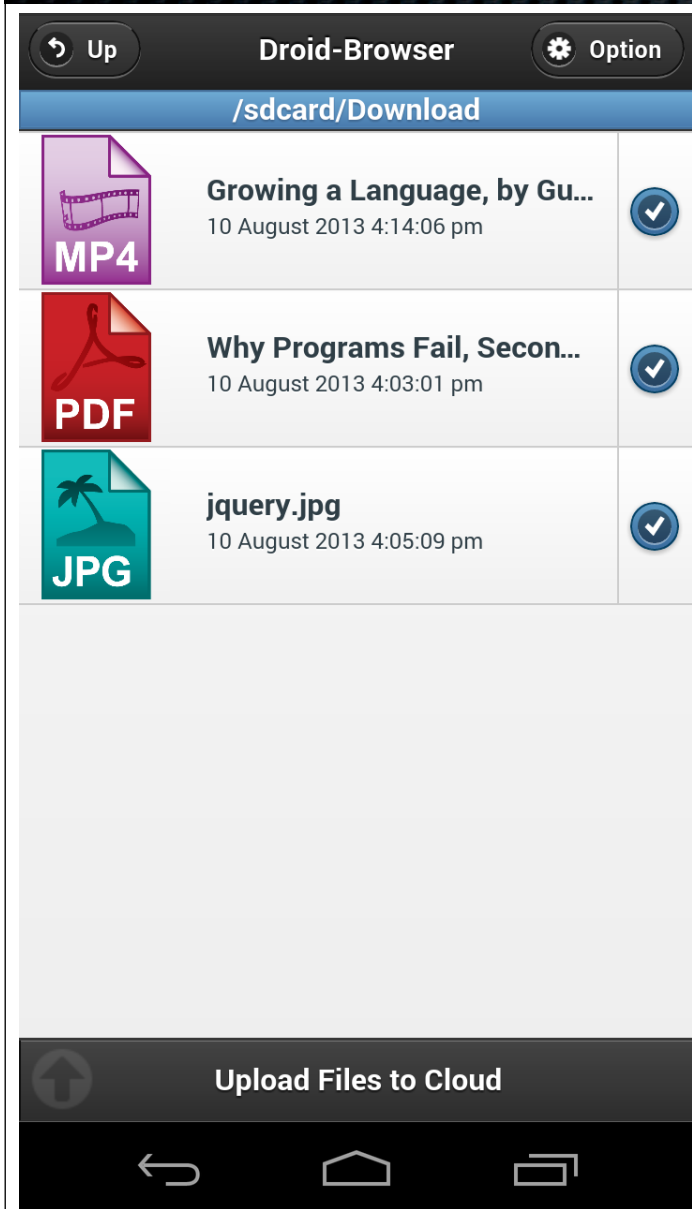 Up
Droid-Browser
Option
/sdcard/Download
MP4
Growing a Language, by Gu...
10 August 2013 4:14:06 pm
PDF
Why Programs Fail, Secon...
10 August 2013 4:03:01 pm
JPG
jquery.jpg
10 August 2013 4:05:09 pm
Upload Files to Cloud